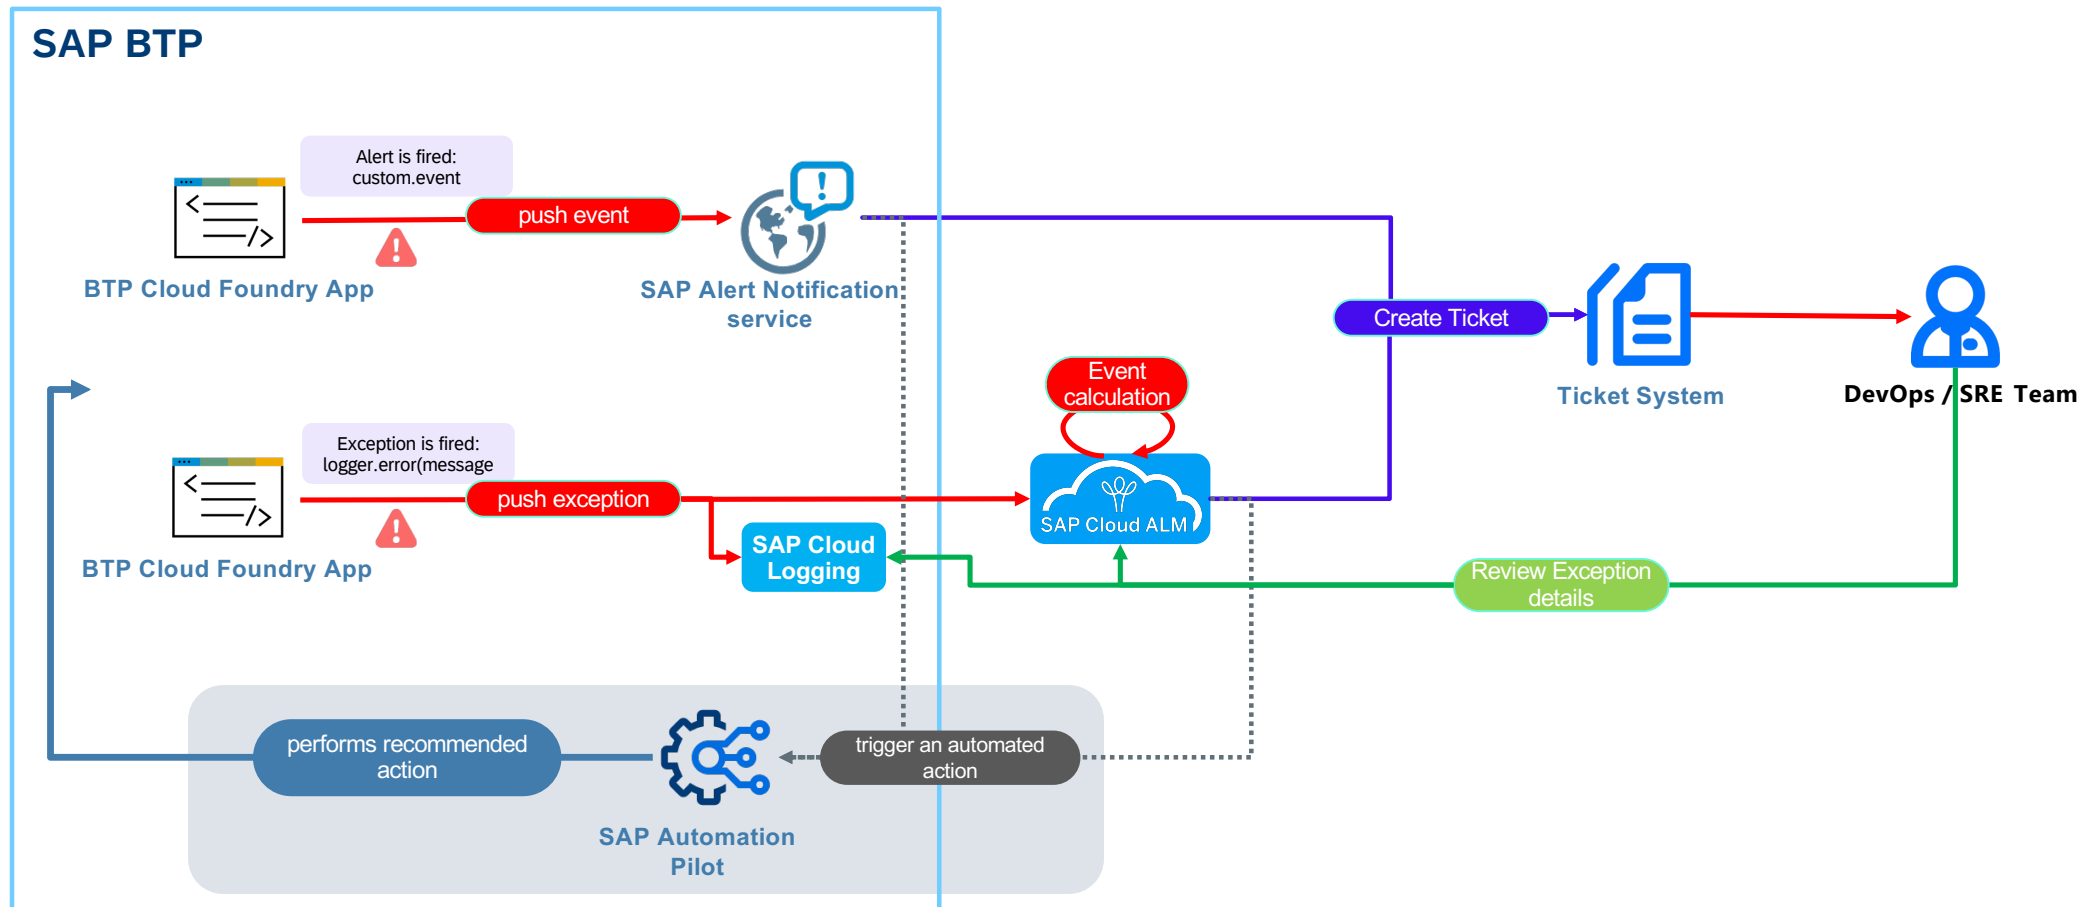 SAP BTP
Alert is fired:
custom.event
push event
BTP Cloud Foundry App
SAP Alert Notification
service
Create Ticket
Ticket System
DevOps / SRE Team
Event
calculation
Exception is fired:
logger.error(message
push exception
BTP Cloud Foundry App
SAP Cloud ALM
SAP Cloud
Logging
Review Exception
details
performs recommended
action
trigger an automated
action
SAP Automation
Pilot